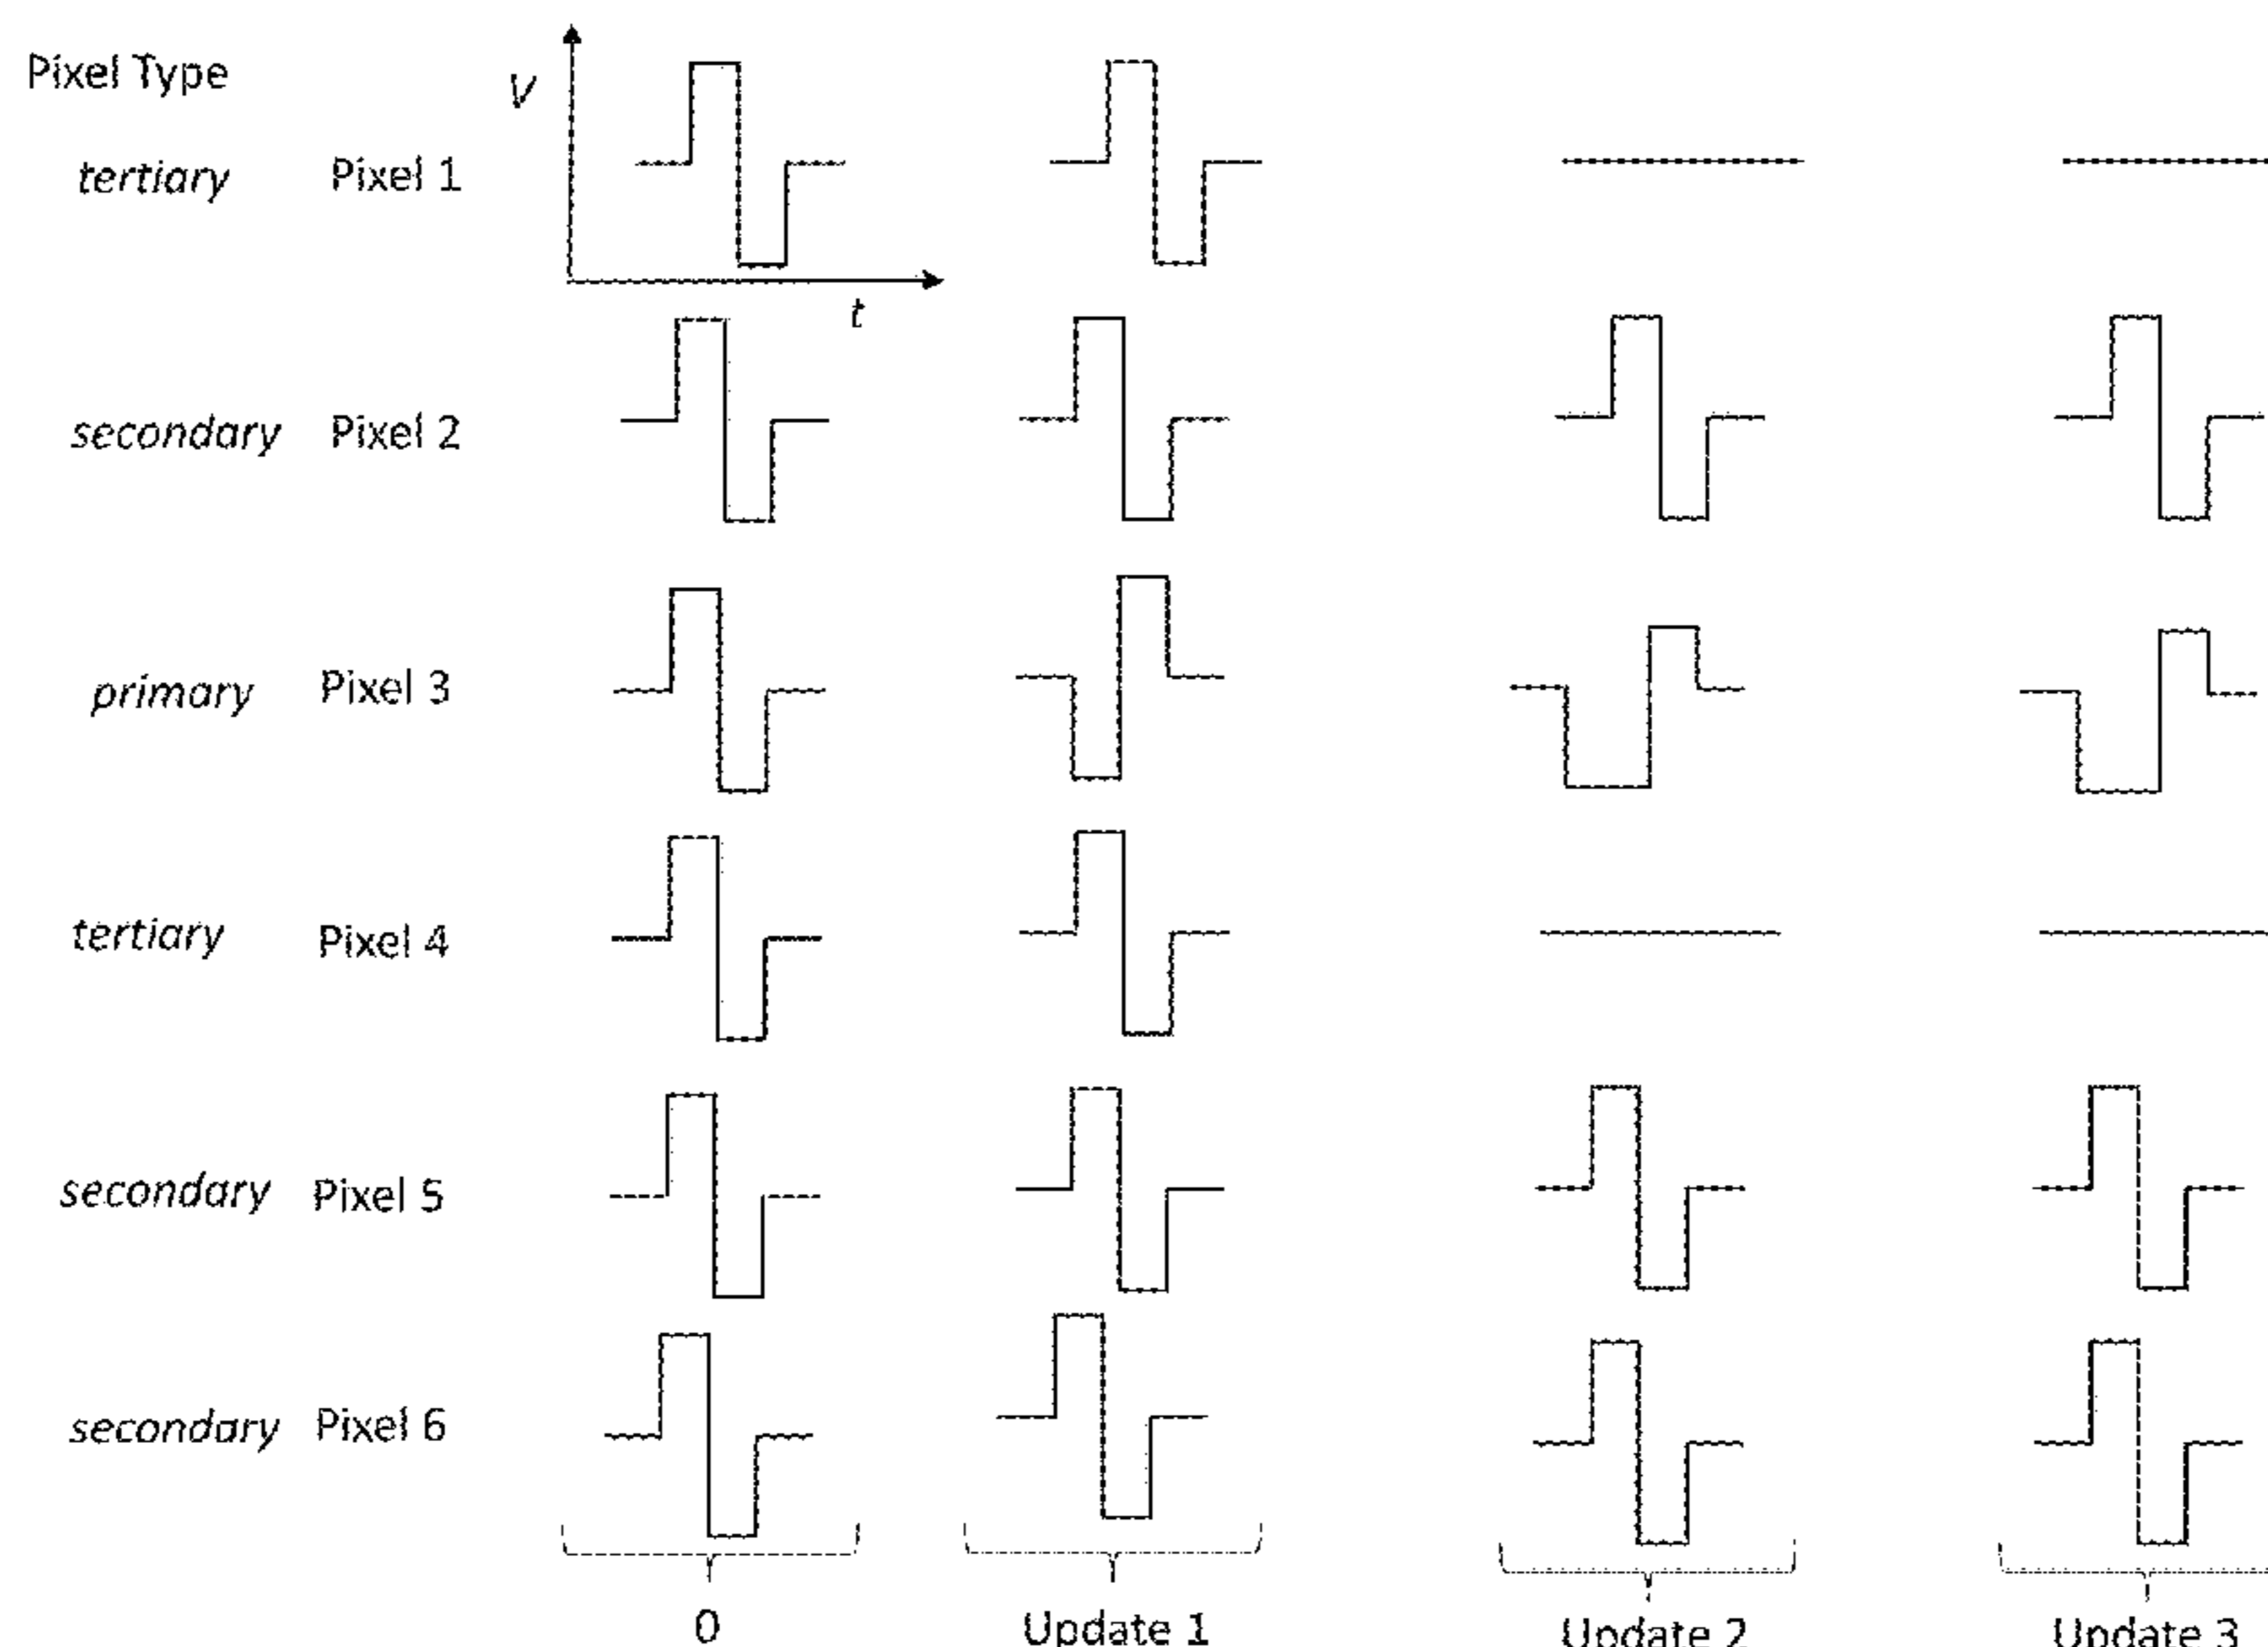 Pixel Type
V
tertiary Pixel 1
t
secondary Pixel 2
primary Pixel 3
tertiary Pixel 4
secondary Pixel 5
secondary Pixel 6
0 Update 1 Update 2 Update 3